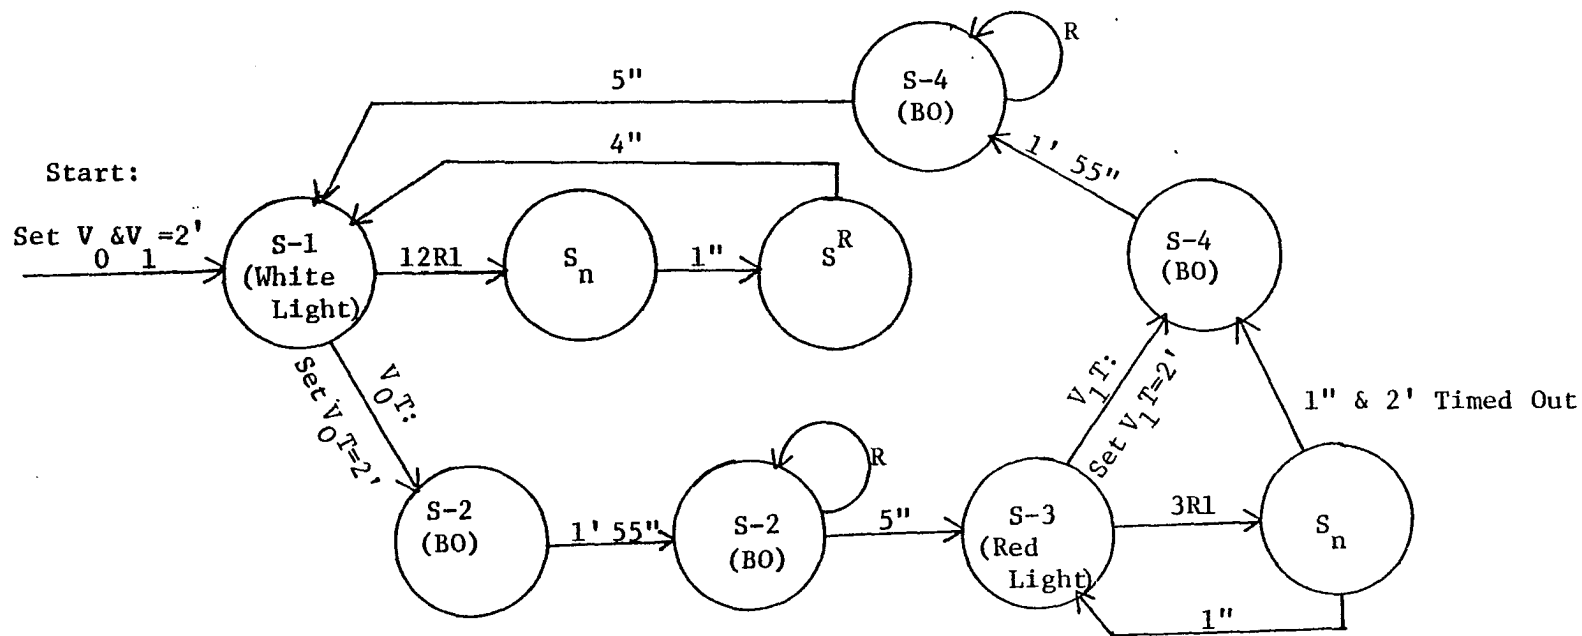 R
S-4
(BO)
5"
1' 55"
4"
Start:
Set V0&V1=2'
S-1
(White
Light)
12R1
Sn
1"
S^R
S-4
(BO)
V0T:
Set V0T=2'
V1T:
Set V1T=2'
1" & 2' Timed Out
S-2
(BO)
1' 55"
R
S-2
(BO)
5"
S-3
(Red
Light)
3R1
Sn
1"